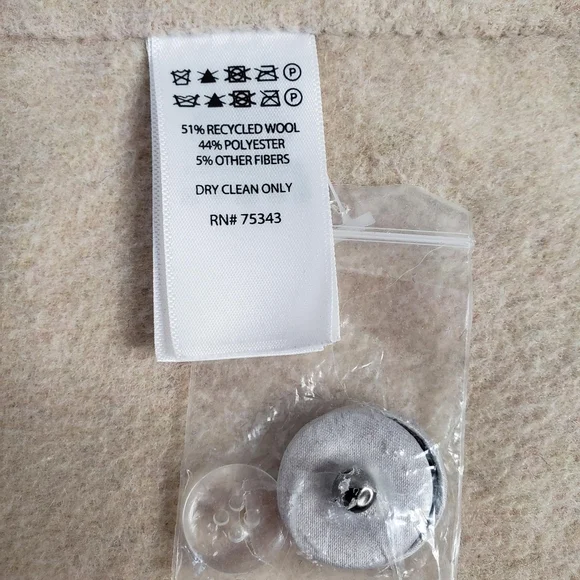 P
P
51% RECYCLED WOOL
44% POLYESTER
5% OTHER FIBERS
DRY CLEAN ONLY
RN# 75343